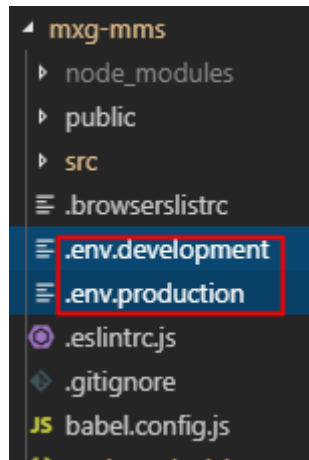 mxg-mms
node_modules
public
src
.browserslistrc
.env.development
.env.production
.eslintrc.js
.gitignore
JS babel.config.js